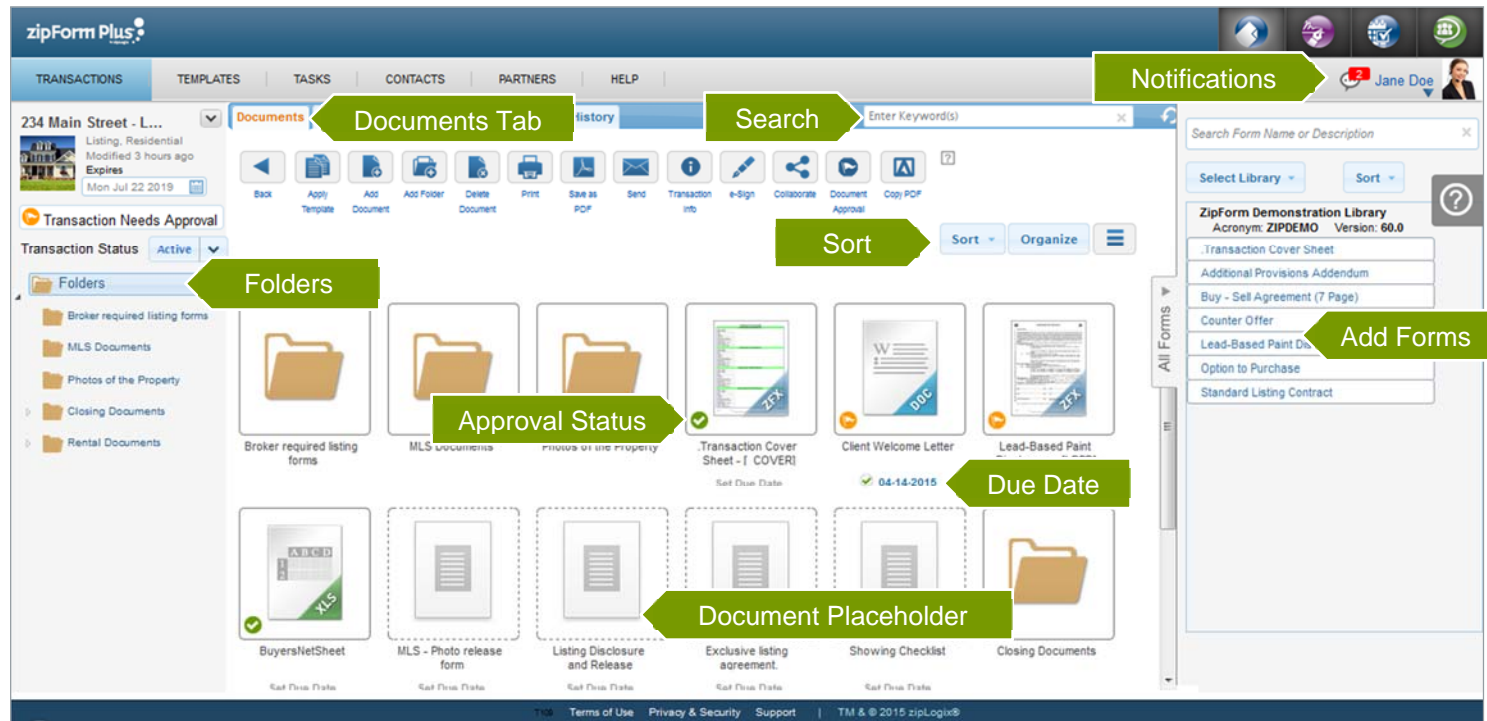 zipForm Plus
TRANSACTIONS TEMPLATES TASKS CONTACTS PARTNERS HELP
Notifications
2
Jane Doe
234 Main Street - L...
Listing, Residential
Modified 3 hours ago
Expires
Mon Jul 22 2019
Transaction Needs Approval
Transaction Status Active
Folders
Broker required listing forms
MLS Documents
Photos of the Property
Closing Documents
Rental Documents
Documents
Documents Tab
History
Search
Enter Keyword(s)
Back
Apply Template
Add Document
Add Folder
Delete Document
Print
Save as PDF
Send
Transaction Info
e-Sign
Collaborate
Document Approval
Copy PDF
?
Sort
Sort
Organize
Folders
Broker required listing
forms
MLS Documents
Photos of the Property
Approval Status
ZFX
.Transaction Cover
Sheet - [ COVER]
Set Due Date
W
DOC
Client Welcome Letter
04-14-2015
Due Date
ZFX
Lead-Based Paint
A B C D
1
2
XLS
BuyersNetSheet
Set Due Date
MLS - Photo release
form
Set Due Date
Listing Disclosure
and Release
Set Due Date
Document Placeholder
Exclusive listing
agreement.
Set Due Date
Showing Checklist
Set Due Date
Closing Documents
All Forms
Search Form Name or Description
Select Library
Sort
?
ZipForm Demonstration Library
Acronym: ZIPDEMO Version: 60.0
.Transaction Cover Sheet
Additional Provisions Addendum
Buy - Sell Agreement (7 Page)
Counter Offer
Lead-Based Paint Dis
Add Forms
Option to Purchase
Standard Listing Contract
Terms of Use Privacy & Security Support | TM & © 2015 zipLogix®